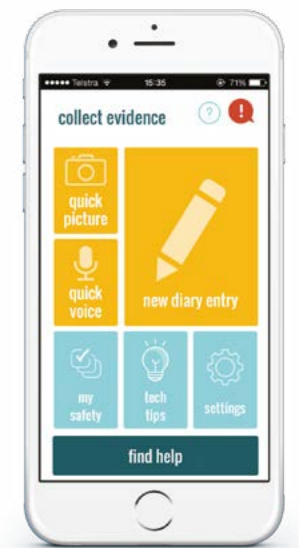 Telstra 15:35 71%
collect evidence ? !
quick
picture
quick
voice
new diary entry
my
safety
tech
tips
settings
find help